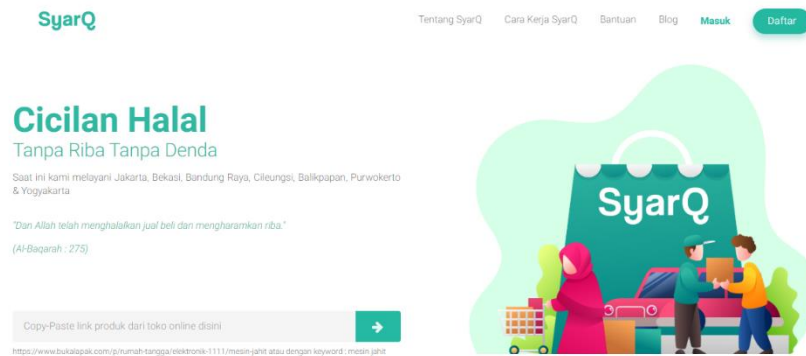 SyarQ
Tentang SyarQ Cara Kerja SyarQ Bantuan Blog Masuk Daftar
Cicilan Halal
Tanpa Riba Tanpa Denda
Saat ini kami melayani Jakarta, Bekasi, Bandung Raya, Cileungsi, Balikpapan, Purwokerto
& Yogyakarta
"Dan Allah telah menghalalkan jual beli dan mengharamkan riba."
(Al-Baqarah : 275)
SyarQ
Copy-Paste link produk dari toko online disini
https://www.bukalapak.com/p/rumah-tangga/elektronik-1111/mesin-jahit atau dengan keyword : mesin jahit